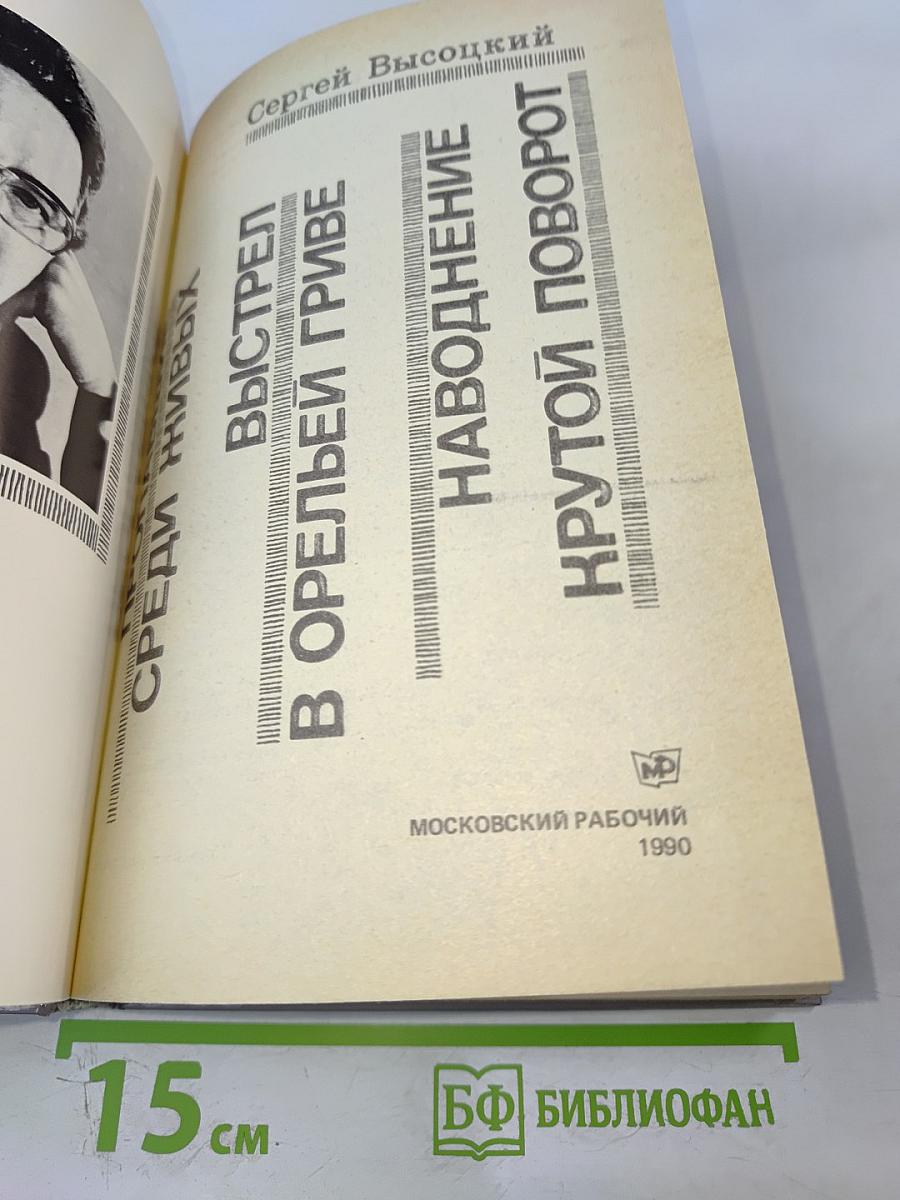 Сергей Высоцкий
СРЕДИ ЖИВЫХ
ВЫСТРЕЛ
В ОРЕЛЬЕЙ ГРИВЕ
НАВОДНЕНИЕ
КРУТОЙ ПОВОРОТ
МР
МОСКОВСКИЙ РАБОЧИЙ
1990
15 см
БФ БИБЛИОФАН